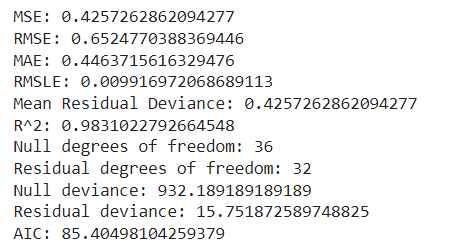 MSE: 0.4257262862094277
RMSE: 0.6524770388369446
MAE: 0.4463715616329476
RMSLE: 0.009916972068689113
Mean Residual Deviance: 0.4257262862094277
R^2: 0.9831022792664548
Null degrees of freedom: 36
Residual degrees of freedom: 32
Null deviance: 932.189189189189
Residual deviance: 15.751872589748825
AIC: 85.40498104259379